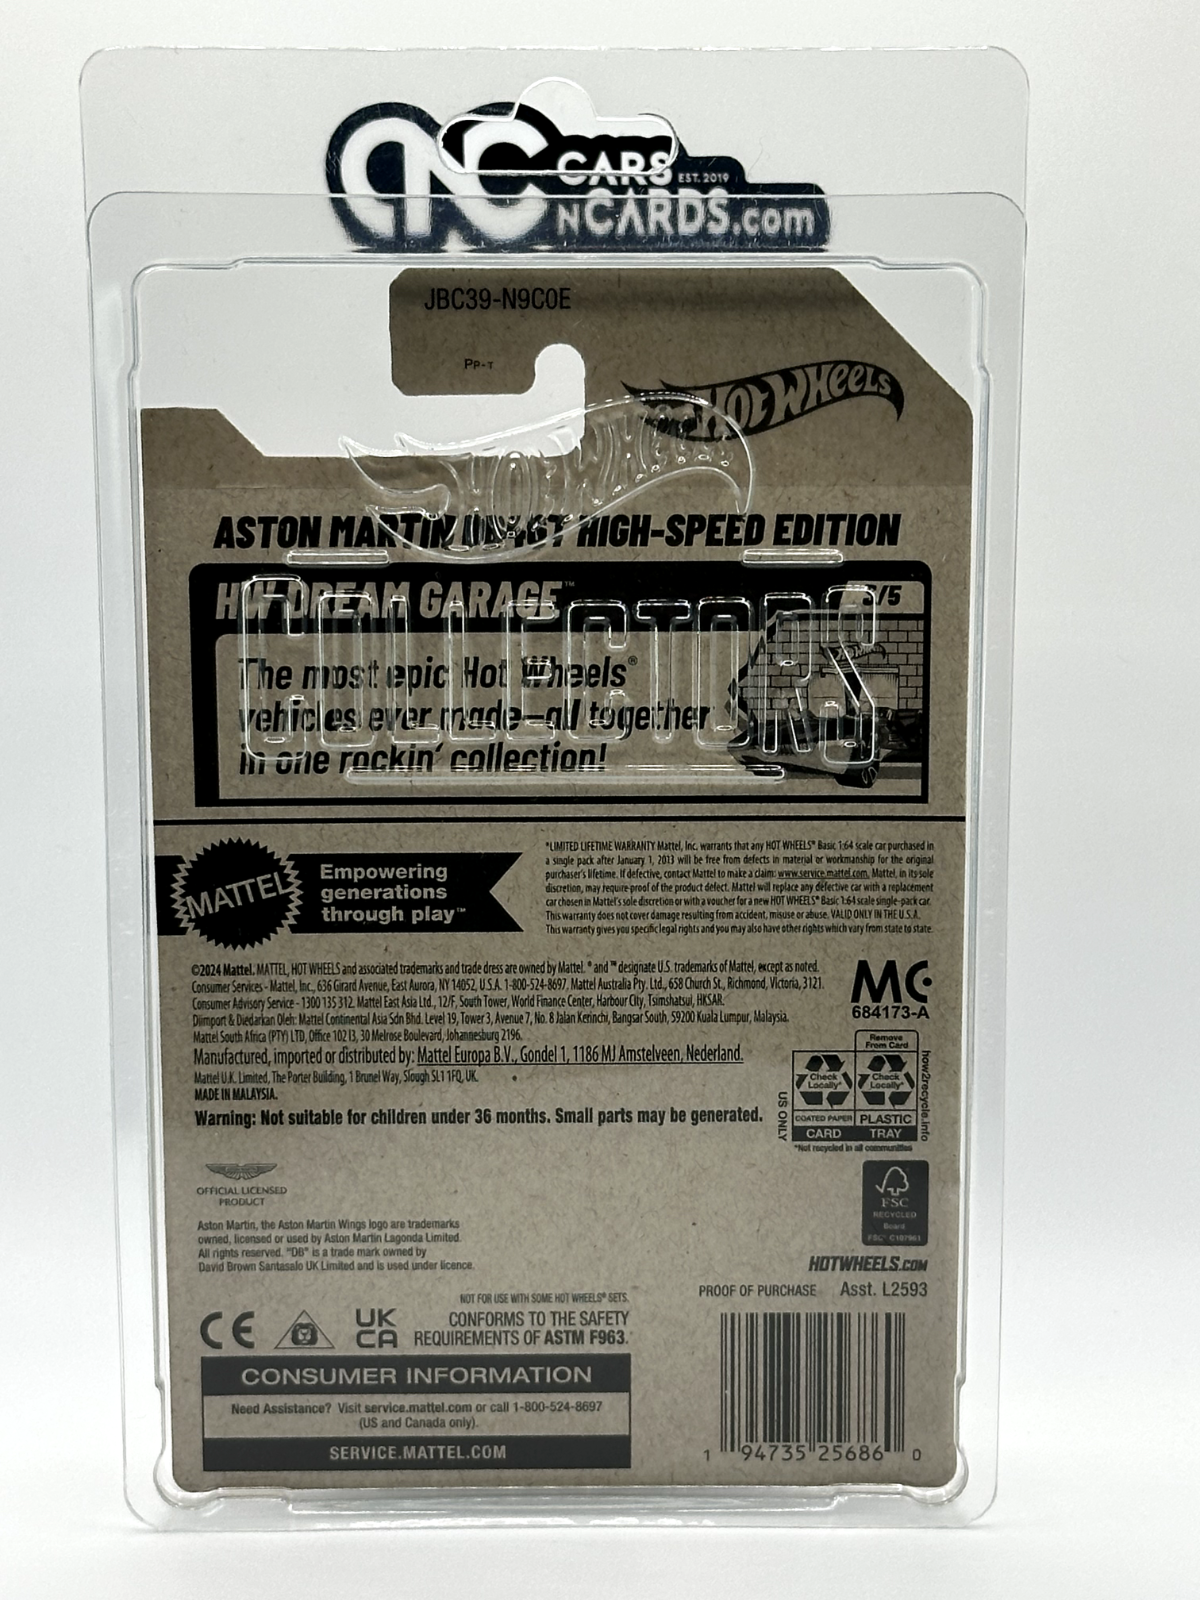 CNC CARS EST. 2019
NCARDS.com
JBC39-N9C0E
PP-T
HOT WHEELS
ASTON MARTIN DB4GT HIGH-SPEED EDITION
HW DREAM GARAGE™ /5
COLLECTORS
The most epic Hot Wheels®
vehicles ever made—all together
in one rockin' collection!
MATTEL
Empowering
generations
through play™
*LIMITED LIFETIME WARRANTY Mattel, Inc. warrants that any HOT WHEELS® Basic 1:64 scale car purchased in
a single pack after January 1, 2013 will be free from defects in material or workmanship for the original
purchaser's lifetime. If defective, contact Mattel to make a claim: www.service.mattel.com. Mattel, in its sole
discretion, may require proof of the product defect. Mattel will replace any defective car with a replacement
car chosen in Mattel's sole discretion or with a voucher for a new HOT WHEELS® Basic 1:64 scale single-pack car.
This warranty does not cover damage resulting from accident, misuse or abuse. VALID ONLY IN THE U.S.A.
This warranty gives you specific legal rights and you may also have other rights which vary from state to state.
©2024 Mattel. MATTEL, HOT WHEELS and associated trademarks and trade dress are owned by Mattel. ® and ™ designate U.S. trademarks of Mattel, except as noted.
Consumer Services - Mattel, Inc., 636 Girard Avenue, East Aurora, NY 14052, U.S.A. 1-800-524-8697. Mattel Australia Pty. Ltd., 658 Church St., Richmond, Victoria, 3121.
Consumer Advisory Service - 1300 135 312. Mattel East Asia Ltd., 12/F, South Tower, World Finance Center, Harbour City, Tsimshatsui, HKSAR.
Diimport & Diedarkan Oleh: Mattel Continental Asia Sdn Bhd. Level 19, Tower 3, Avenue 7, No. 8 Jalan Kerinchi, Bangsar South, 59200 Kuala Lumpur, Malaysia.
Mattel South Africa (PTY) LTD, Office 102 I3, 30 Melrose Boulevard, Johannesburg 2196.
Manufactured, imported or distributed by: Mattel Europa B.V., Gondel 1, 1186 MJ Amstelveen, Nederland.
Mattel U.K. Limited, The Porter Building, 1 Brunel Way, Slough SL1 1FQ, UK.
MADE IN MALAYSIA.
Warning: Not suitable for children under 36 months. Small parts may be generated.
MC
684173-A
US ONLY
Remove
From Card
Check
Locally*
Check
Locally*
COATED PAPER
CARD
PLASTIC
TRAY
how2recycle.info
*Not recycled in all communities
OFFICIAL LICENSED
PRODUCT
Aston Martin, the Aston Martin Wings logo are trademarks
owned, licensed or used by Aston Martin Lagonda Limited.
All rights reserved. "DB" is a trade mark owned by
David Brown Santasalo UK Limited and is used under licence.
FSC
RECYCLED
Board
FSC® C107961
HOTWHEELS.COM
PROOF OF PURCHASE Asst. L2593
NOT FOR USE WITH SOME HOT WHEELS® SETS.
CE
UK
CA
CONFORMS TO THE SAFETY
REQUIREMENTS OF ASTM F963.
CONSUMER INFORMATION
Need Assistance? Visit service.mattel.com or call 1-800-524-8697
(US and Canada only).
SERVICE.MATTEL.COM
1 94735 25686 0